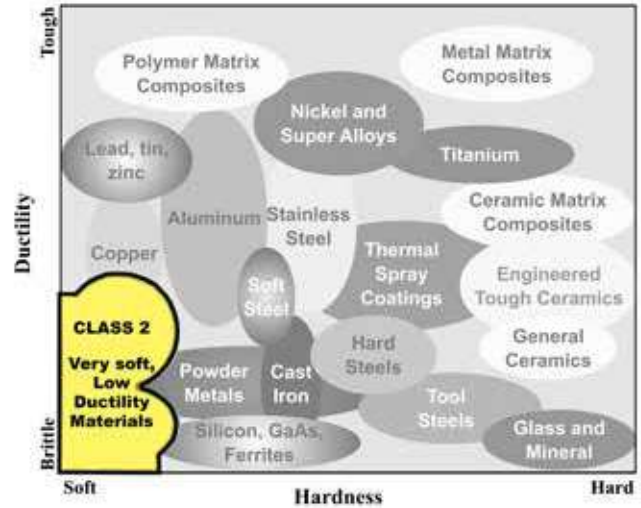 Tough
Polymer Matrix
Composites
Metal Matrix
Composites
Nickel and
Super Alloys
Lead, tin,
zinc
Titanium
Aluminum
Stainless
Steel
Ceramic Matrix
Composites
Copper
Thermal
Spray
Coatings
Engineered
Tough Ceramics
Soft
Steel
CLASS 2
Very soft,
Low
Ductility
Materials
General
Ceramics
Hard
Steels
Powder
Metals
Cast
Iron
Tool
Steels
Silicon, GaAs,
Ferrites
Glass and
Mineral
Ductility
Brittle
Soft
Hardness
Hard